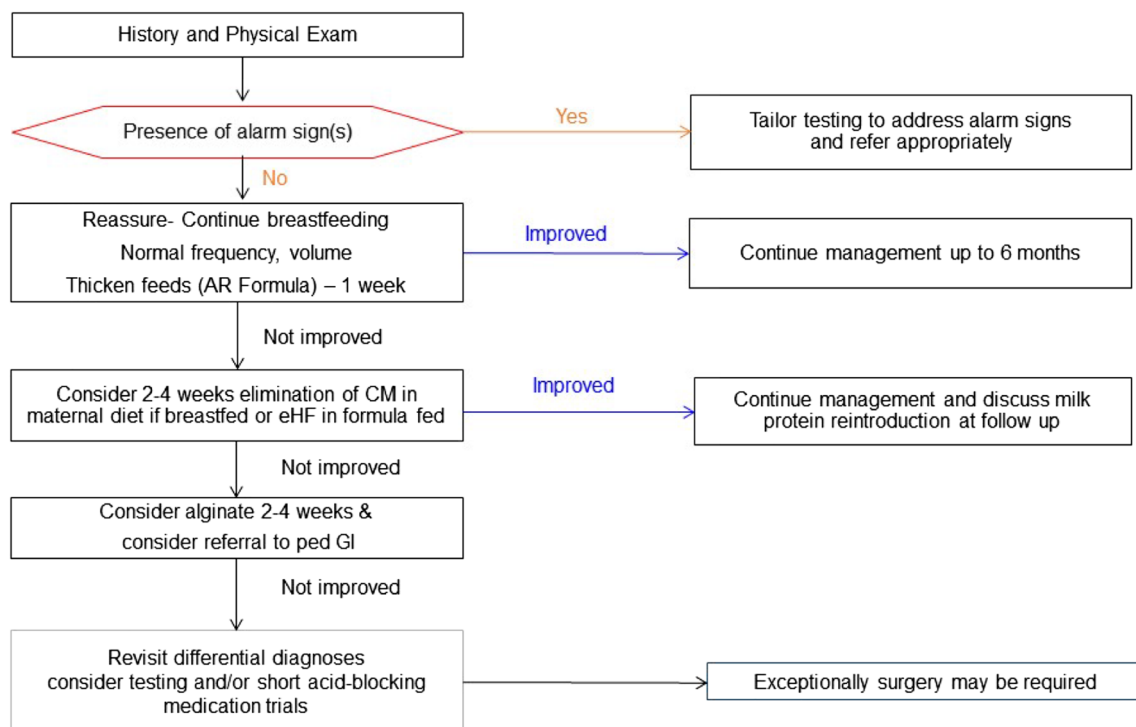 History and Physical Exam
Presence of alarm sign(s)
Yes
Tailor testing to address alarm signs
and refer appropriately
No
Reassure- Continue breastfeeding
Normal frequency, volume
Thicken feeds (AR Formula) – 1 week
Improved
Continue management up to 6 months
Not improved
Consider 2-4 weeks elimination of CM in
maternal diet if breastfed or eHF in formula fed
Improved
Continue management and discuss milk
protein reintroduction at follow up
Not improved
Consider alginate 2-4 weeks &
consider referral to ped GI
Not improved
Revisit differential diagnoses
consider testing and/or short acid-blocking
medication trials
Exceptionally surgery may be required